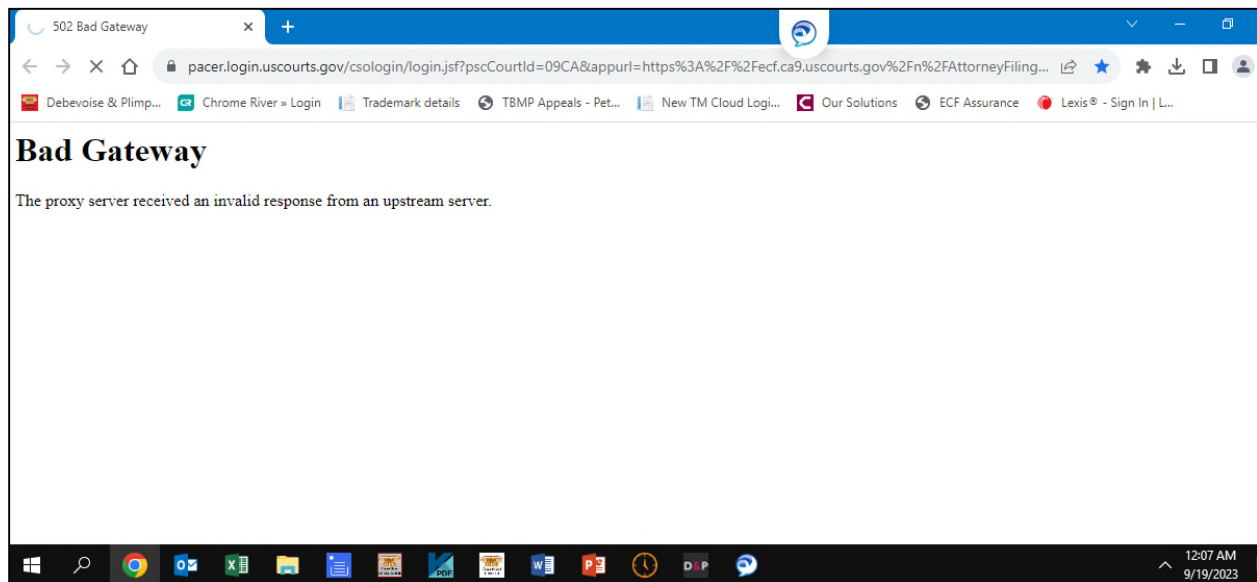 502 Bad Gateway
pacer.login.uscourts.gov/csologin/login.jsf?pscCourtId=09CA&appurl=https%3A%2F%2Fecf.ca9.uscourts.gov%2Fn%2FAttorneyFiling...
Debevoise & Plimp... CR Chrome River » Login Trademark details TBMP Appeals - Pet... New TM Cloud Logi... C Our Solutions ECF Assurance Lexis® - Sign In | L...
Bad Gateway
The proxy server received an invalid response from an upstream server.
PDF D&P
12:07 AM
9/19/2023